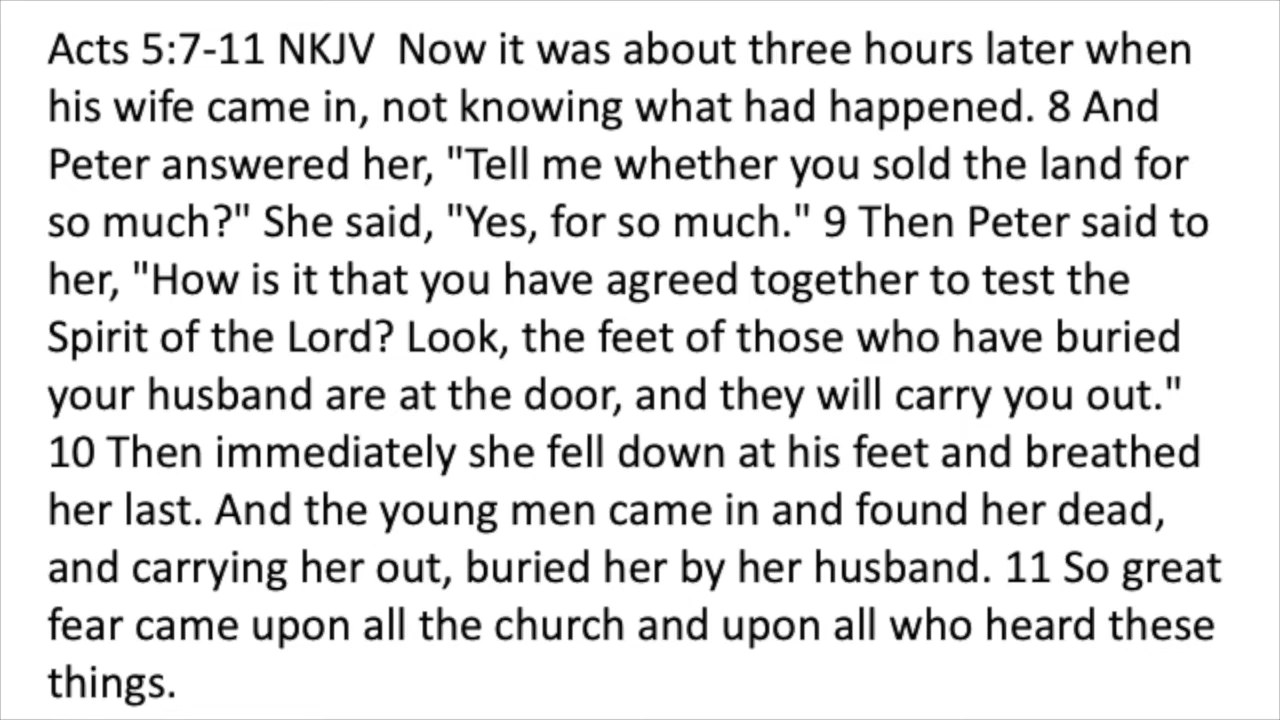 Acts 5:7-11 NKJV  Now it was about three hours later when
his wife came in, not knowing what had happened. 8 And
Peter answered her, "Tell me whether you sold the land for
so much?" She said, "Yes, for so much." 9 Then Peter said to
her, "How is it that you have agreed together to test the
Spirit of the Lord? Look, the feet of those who have buried
your husband are at the door, and they will carry you out."
10 Then immediately she fell down at his feet and breathed
her last. And the young men came in and found her dead,
and carrying her out, buried her by her husband. 11 So great
fear came upon all the church and upon all who heard these
things.